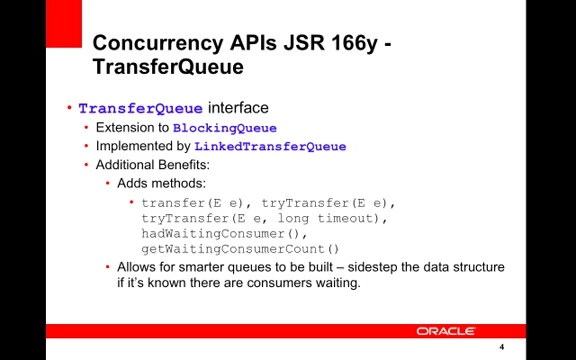 Concurrency APIs JSR 166y -
TransferQueue
• TransferQueue interface
• Extension to BlockingQueue
• Implemented by LinkedTransferQueue
• Additional Benefits:
• Adds methods:
• transfer(E e), tryTransfer(E e),
tryTransfer(E e, long timeout),
hadWaitingConsumer(),
getWaitingConsumerCount()
• Allows for smarter queues to be built – sidestep the data structure
if it's known there are consumers waiting.
ORACLE
4